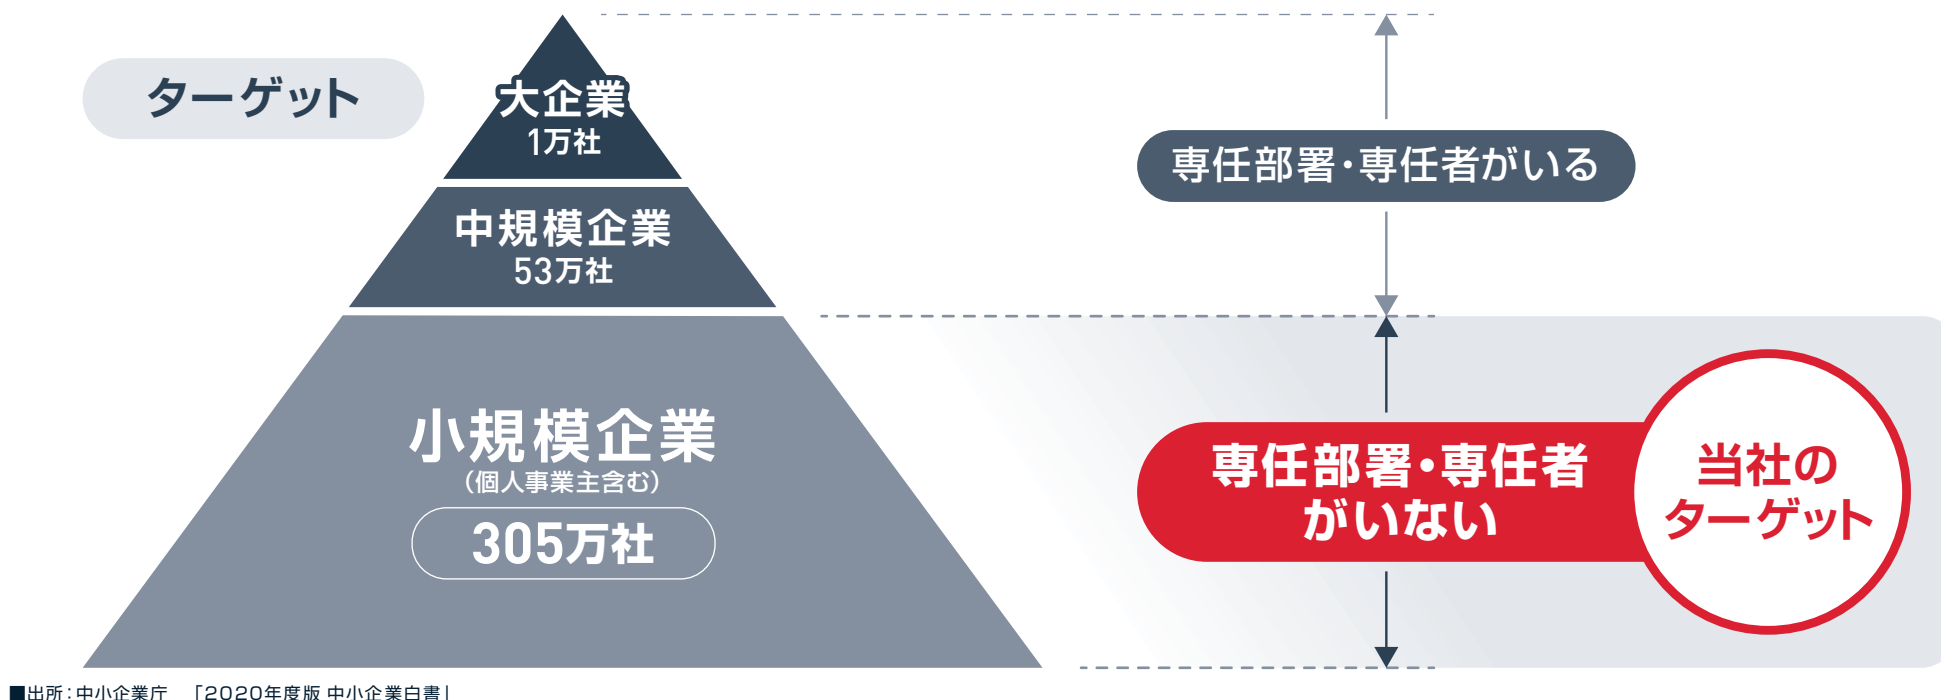 ターゲット
大企業
1万社
中規模企業
53万社
小規模企業
(個人事業主含む)
305万社
専任部署・専任者がいる
専任部署・専任者
がいない
当社の
ターゲット
■出所：中小企業庁　「2020年度版 中小企業白書」